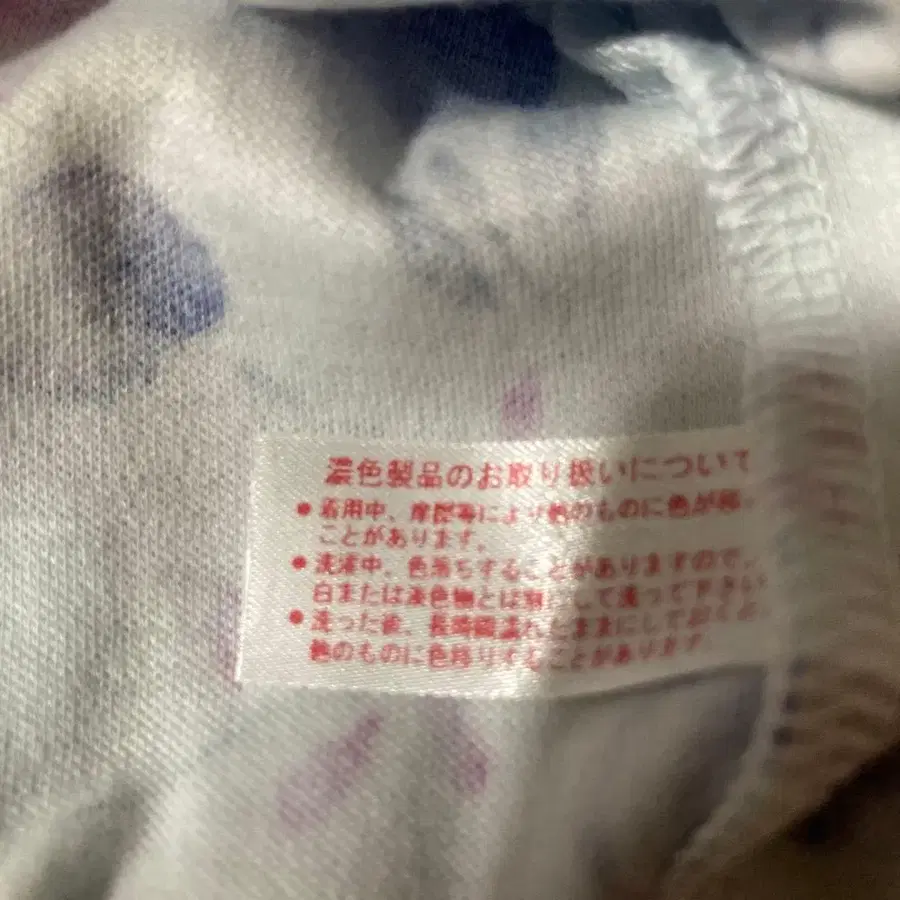 濃色製品のお取り扱いについて
●着用中、摩擦等により他のものに色が移
ことがあります。
●洗濯中、色落ちすることがありますので、
白または淡色物とは別にして洗って下さい
●洗った後、長時間濡れたままにしておくと、
他のものに色移りすることがあります。